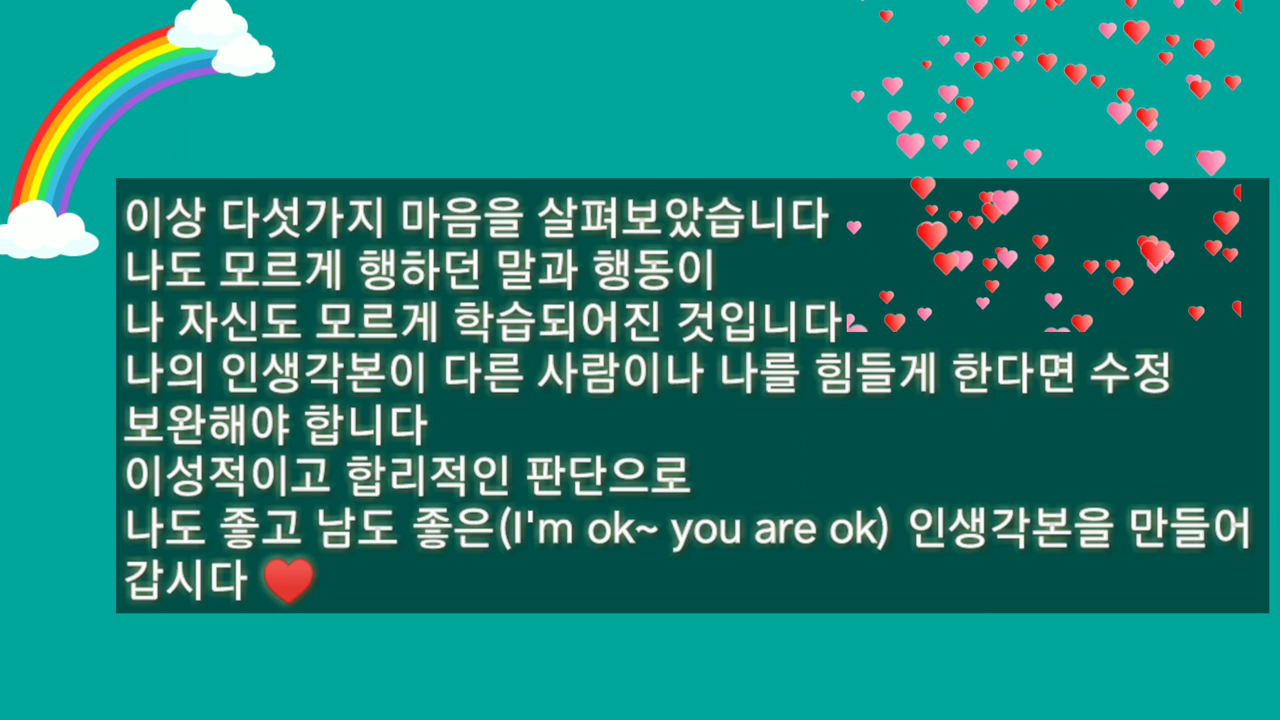 이상 다섯가지 마음을 살펴보았습니다
나도 모르게 행하던 말과 행동이
나 자신도 모르게 학습되어진 것입니다
나의 인생각본이 다른 사람이나 나를 힘들게 한다면 수정
보완해야 합니다
이성적이고 합리적인 판단으로
나도 좋고 남도 좋은(I'm ok~ you are ok) 인생각본을 만들어
갑시다 ♥️